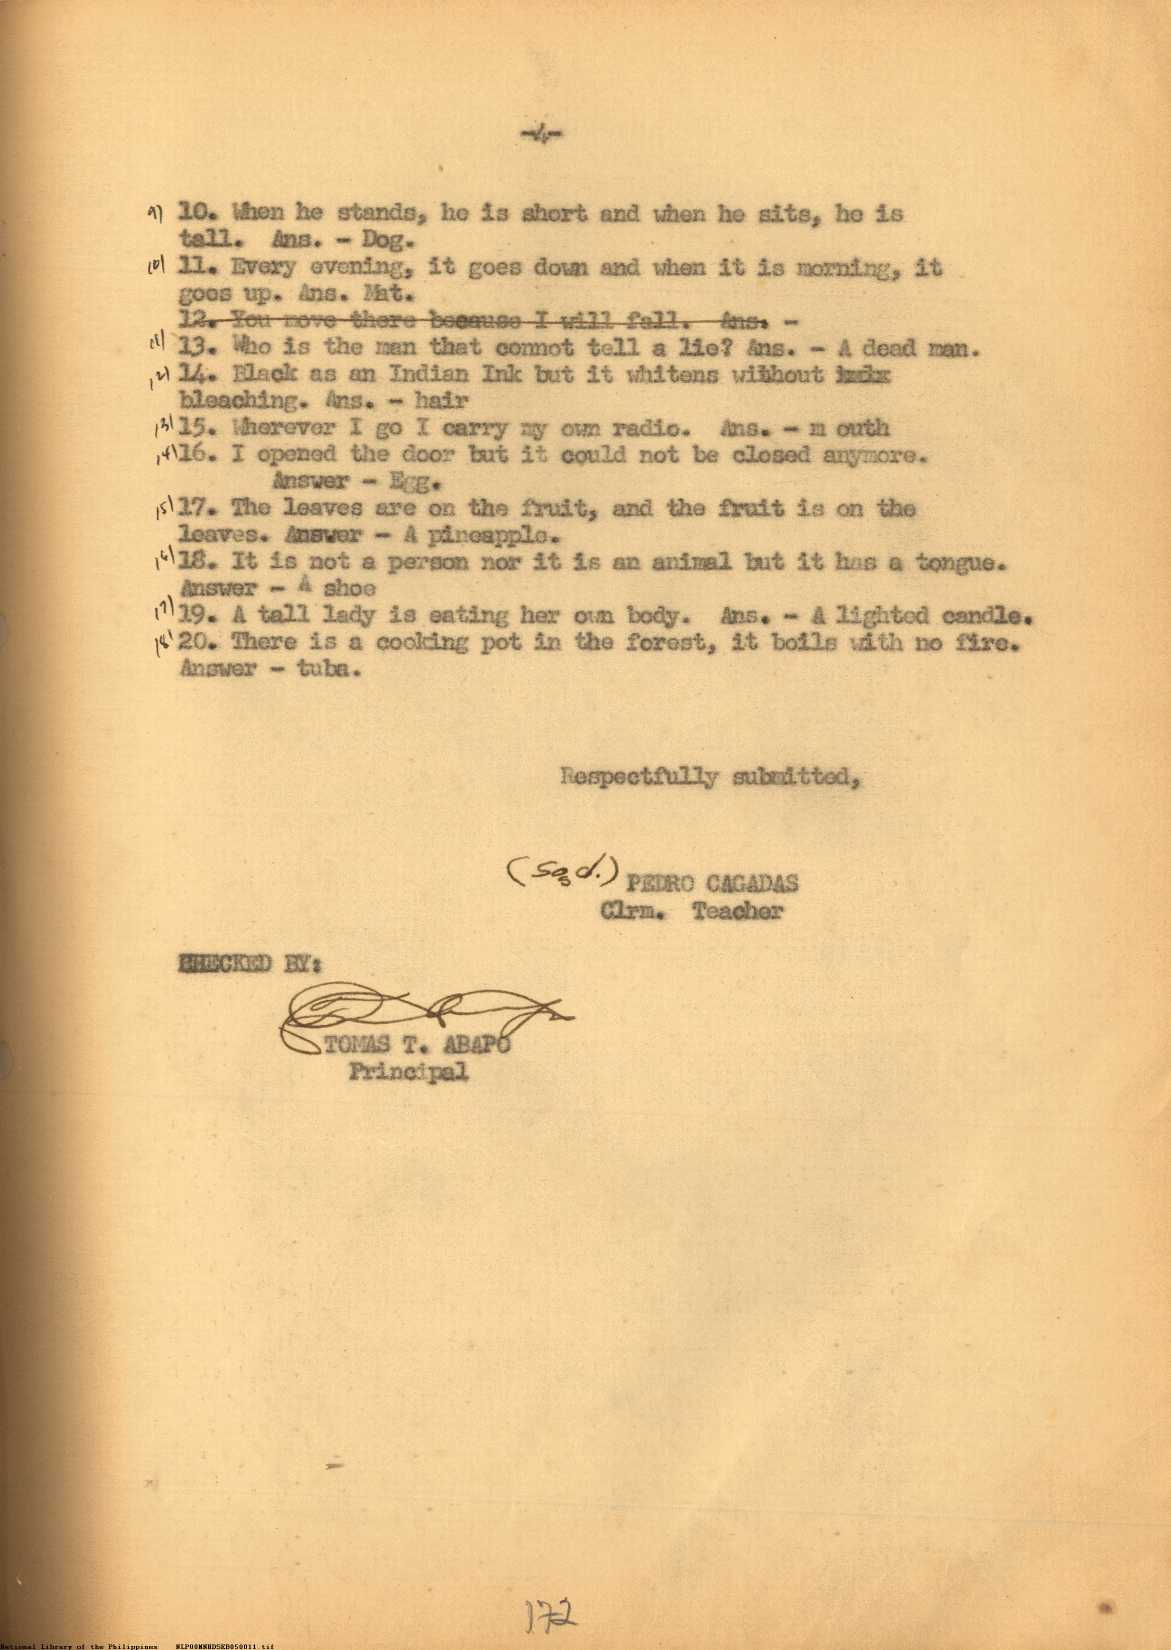 -4-
9) 10. When he stands, he is short and when he sits, he is
tall. Ans. - Dog.
10) 11. Every evening, it goes down and when it is morning, it
goes up. Ans. Mat.
12. You move there because I will fall. Ans. -
11) 13. Who is the man that connot tell a lie? Ans. - A dead man.
12) 14. Black as an Indian Ink but it whitens without
bleaching. Ans. - hair
13) 15. Wherever I go I carry my own radio. Ans. - m outh
14) 16. I opened the door but it could not be closed anymore.
Answer - Egg.
15) 17. The leaves are on the fruit, and the fruit is on the
leaves. Answer - A pineapple.
16) 18. It is not a person nor it is an animal but it has a tongue.
Answer - A shoe
17) 19. A tall lady is eating her own body. Ans. - A lighted candle.
18) 20. There is a cooking pot in the forest, it boils with no fire.
Answer - tuba.
Respectfully submitted,
(Sgd.) PEDRO CAGADAS
Clrm. Teacher
CHECKED BY:
TOMAS T. ABAPO
Principal
172
National Library of the Philippines NLP00MNHDSKB050011.tif